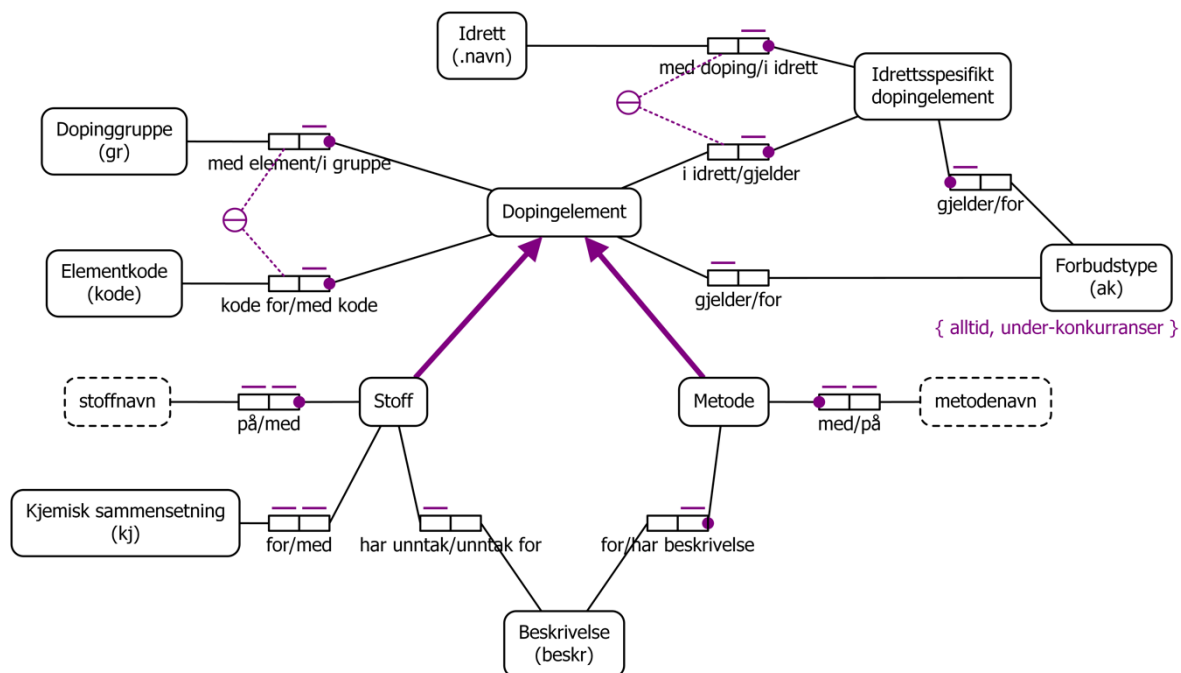 Idrett
(.navn)
med doping/i idrett
Idrettsspesifikt
dopingelement
Dopinggruppe
(gr)
med element/i gruppe
i idrett/gjelder
gjelder/for
Dopingelement
Elementkode
(kode)
kode for/med kode
gjelder/for
Forbudstype
(ak)
{ alltid, under-konkurranser }
stoffnavn
på/med
Stoff
Metode
med/på
metodenavn
Kjemisk sammensetning
(kj)
for/med
har unntak/unntak for
for/har beskrivelse
Beskrivelse
(beskr)